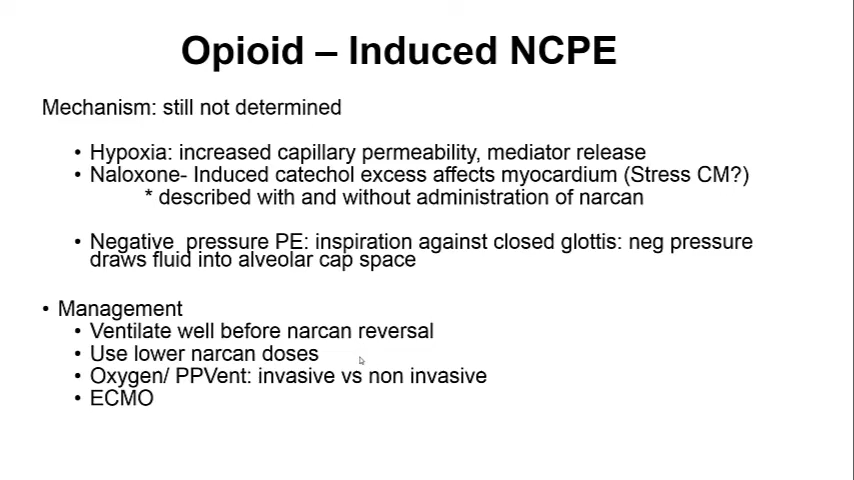 Opioid – Induced NCPE
Mechanism: still not determined
• Hypoxia: increased capillary permeability, mediator release
• Naloxone- Induced catechol excess affects myocardium (Stress CM?)
* described with and without administration of narcan
• Negative pressure PE: inspiration against closed glottis: neg pressure
draws fluid into alveolar cap space
• Management
• Ventilate well before narcan reversal
• Use lower narcan doses
• Oxygen/ PPVent: invasive vs non invasive
• ECMO